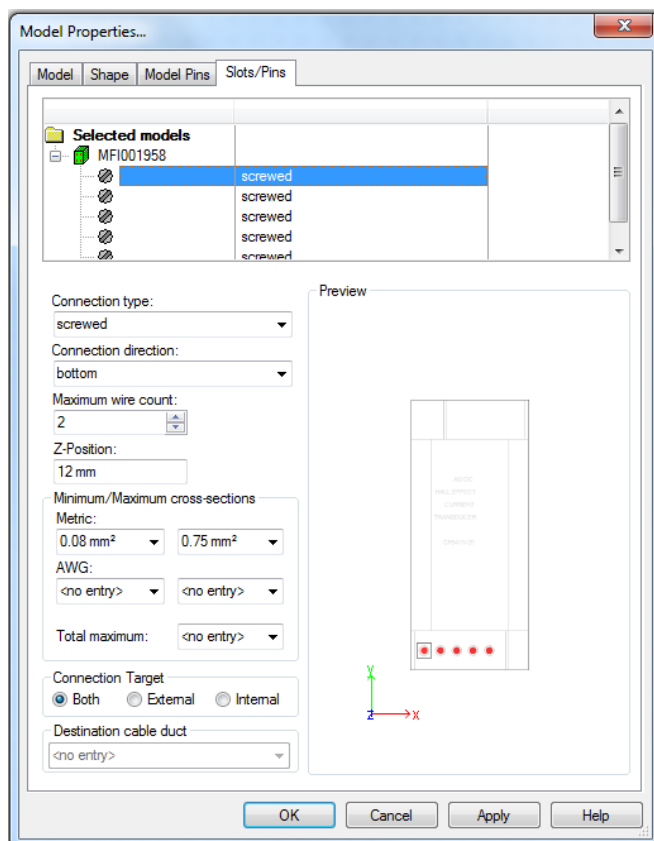 Model Properties...
Model Shape Model Pins Slots/Pins
Selected models
MFI001958
screwed
screwed
screwed
screwed
screwed
Connection type:
screwed
Connection direction:
bottom
Maximum wire count:
2
Z-Position:
12 mm
Minimum/Maximum cross-sections
Metric:
0.08 mm² 0.75 mm²
AWG:
<no entry> <no entry>
Total maximum: <no entry>
Connection Target
Both External Internal
Destination cable duct
<no entry>
Preview
HALL EFFECT
CURRENT
TRANSDUCER
Y
Z X
OK Cancel Apply Help